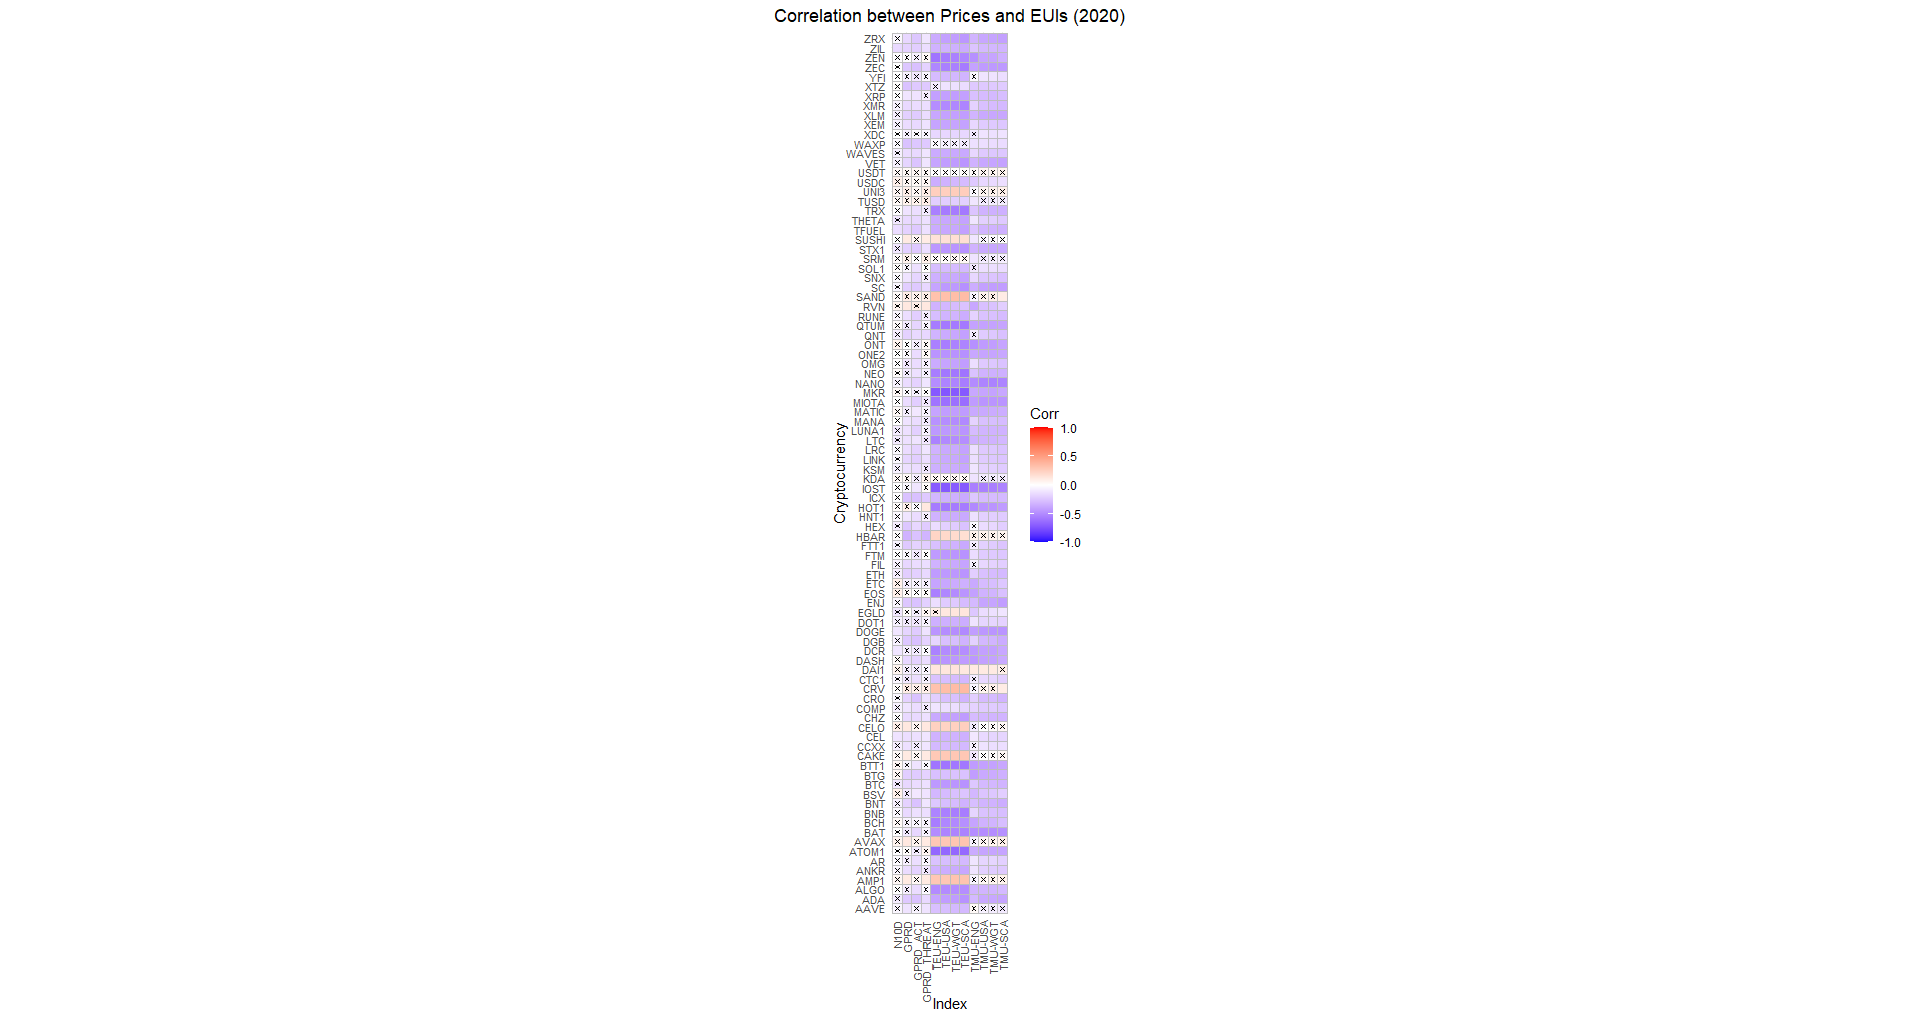 Correlation between Prices and EUIs (2020)
ZRX
ZIL
ZEN
ZEC
YFI
XTZ
XRP
XMR
XLM
XEM
XDC
WAXP
WAVES
VET
USDT
USDC
UNI3
TUSD
TRX
THETA
TFUEL
SUSHI
STX1
SRM
SOL1
SNX
SC
SAND
RVN
RUNE
QTUM
QNT
ONT
ONE2
OMG
NEO
NANO
MKR
MIOTA
MATIC
MANA
LUNA1
LTC
LRC
LINK
KSM
KDA
IOST
ICX
HOT1
HNT1
HEX
HBAR
FTT1
FTM
FIL
ETH
ETC
EOS
ENJ
EGLD
DOT1
DOGE
DGB
DCR
DASH
DAI1
CTC1
CRV
CRO
COMP
CHZ
CELO
CEL
CCXX
CAKE
BTT1
BTG
BTC
BSV
BNT
BNB
BCH
BAT
AVAX
ATOM1
AR
ANKR
AMP1
ALGO
ADA
AAVE
Cryptocurrency
N10D
GPRD
GPRD_ACT
GPRD_THREAT
TEU-ENG
TEU-USA
TEU-WGT
TEU-SCA
TMU-ENG
TMU-USA
TMU-WGT
TMU-SCA
Index
Corr
1.0
0.5
0.0
-0.5
-1.0